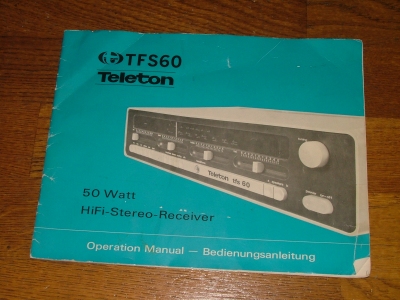 TFS60
Teleton
Teleton tfs 60
50 Watt
HiFi-Stereo-Receiver
Operation Manual — Bedienungsanleitung